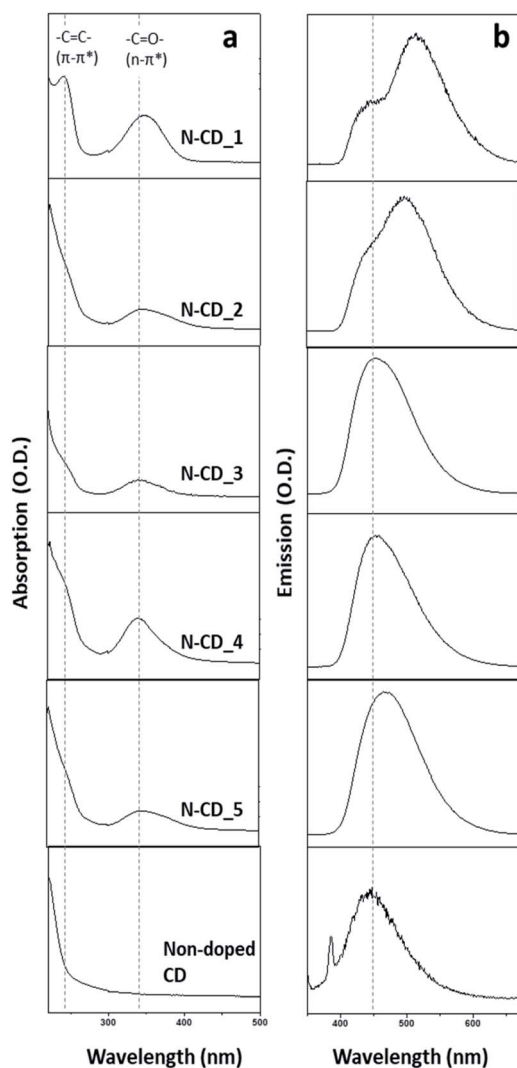 -C=C-
(π-π*)
-C=O-
(n-π*)
a
b
N-CD_1
N-CD_2
N-CD_3
N-CD_4
N-CD_5
Non-doped
CD
Absorption (O.D.)
Emission (O.D.)
300 400 500
400 500 600
Wavelength (nm)
Wavelength (nm)